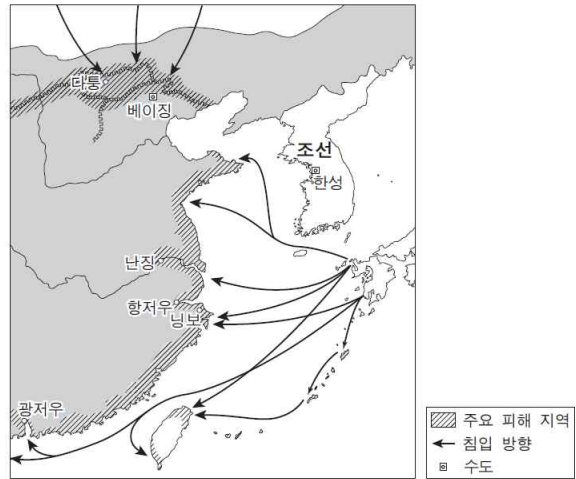 다퉁
베이징
조선
한성
난징
항저우
닝보
광저우
주요 피해 지역
침입 방향
수도